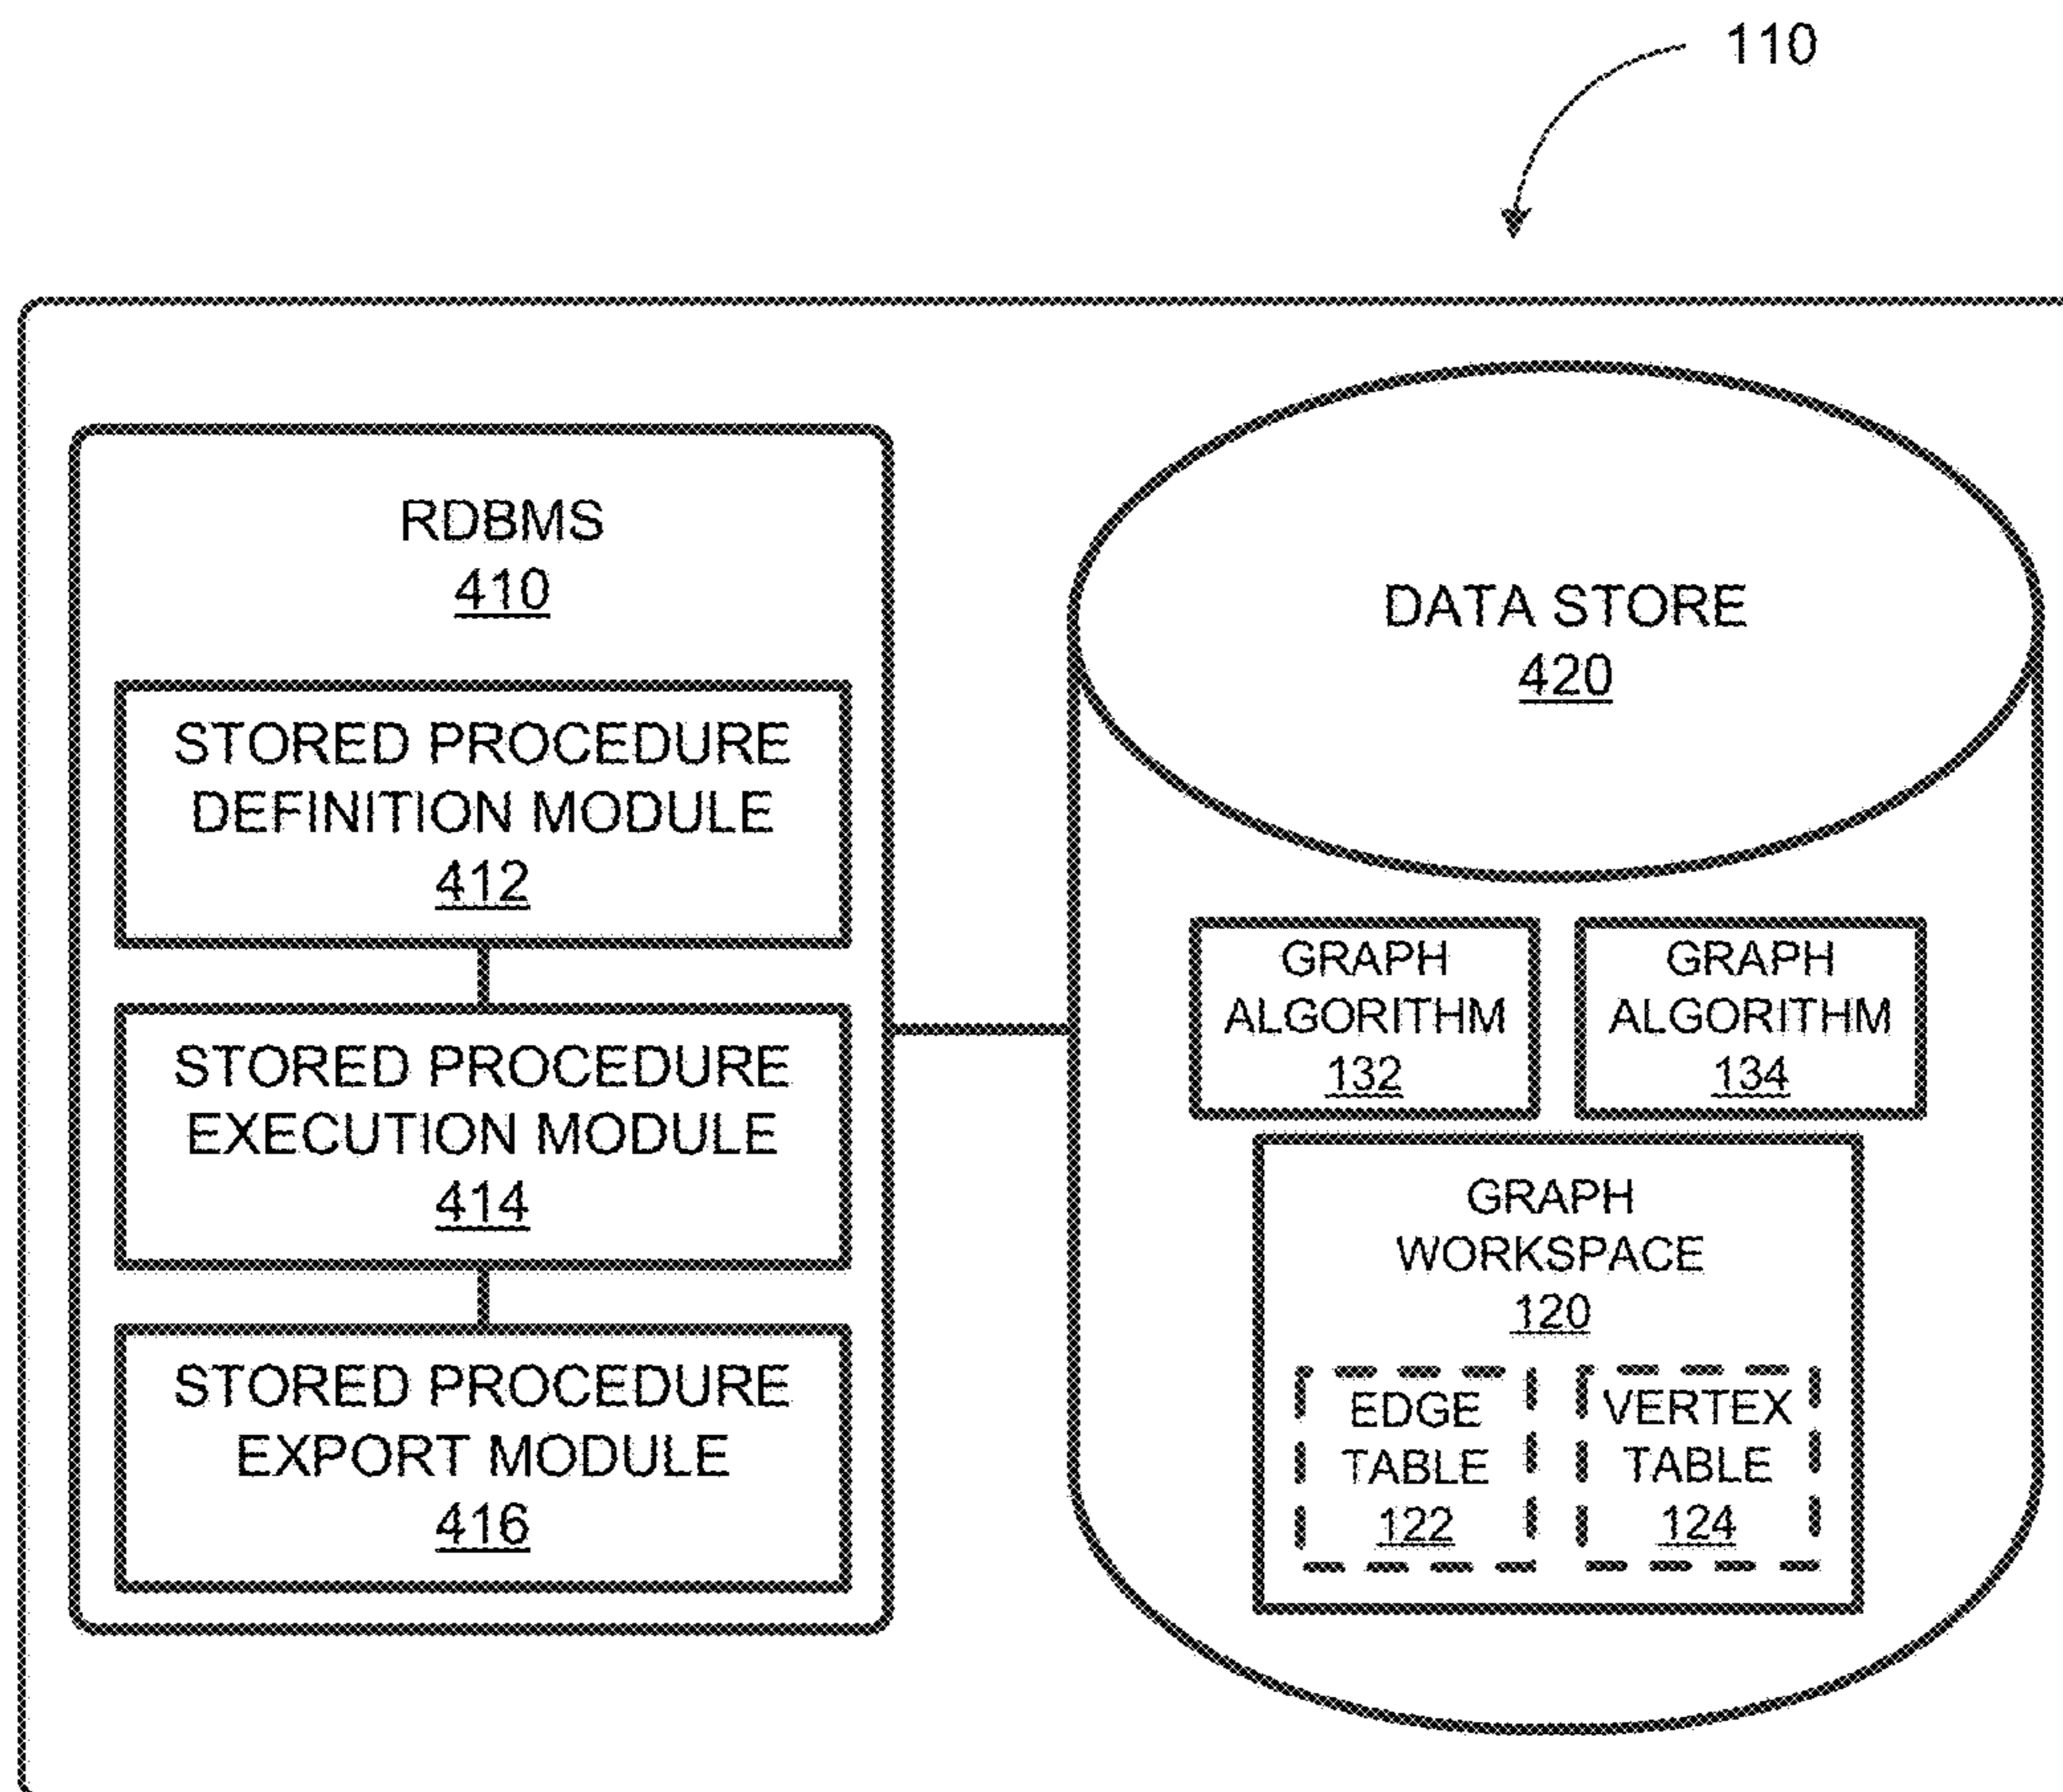 110
RDBMS
410
STORED PROCEDURE
DEFINITION MODULE
412
STORED PROCEDURE
EXECUTION MODULE
414
STORED PROCEDURE
EXPORT MODULE
416
DATA STORE
420
GRAPH
ALGORITHM
132
GRAPH
ALGORITHM
134
GRAPH
WORKSPACE
120
EDGE
TABLE
122
VERTEX
TABLE
124